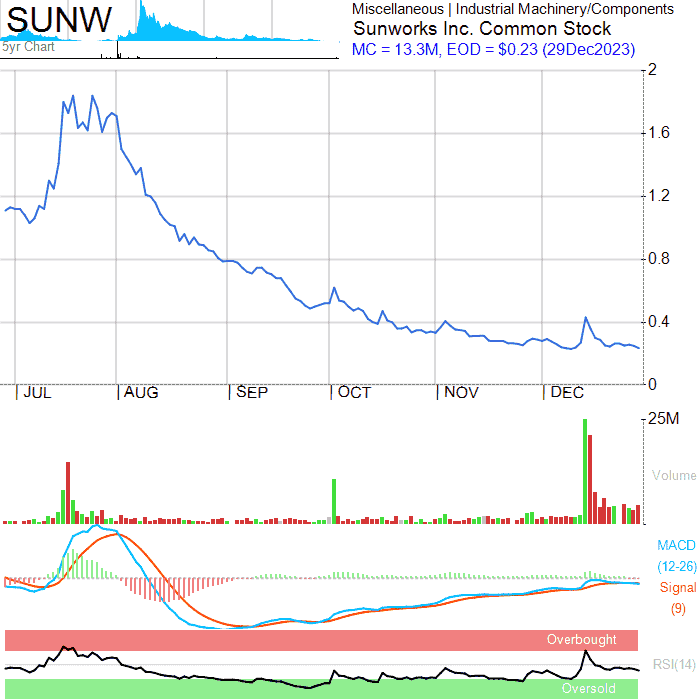 SUNW
5yr Chart
Miscellaneous | Industrial Machinery/Components
Sunworks Inc. Common Stock
MC = 13.3M, EOD = $0.23 (29Dec2023)
2
1.6
1.2
0.8
0.4
0
JUL AUG SEP OCT NOV DEC
25M
Volume
MACD
(12-26)
Signal
(9)
Overbought
RSI(14)
Oversold